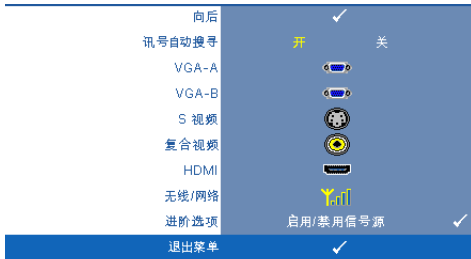 向后
讯号自动搜寻 开 关
VGA-A
VGA-B
S 视频
复合视频
HDMI
无线/网络
进阶选项 启用/禁用信号源
退出菜单